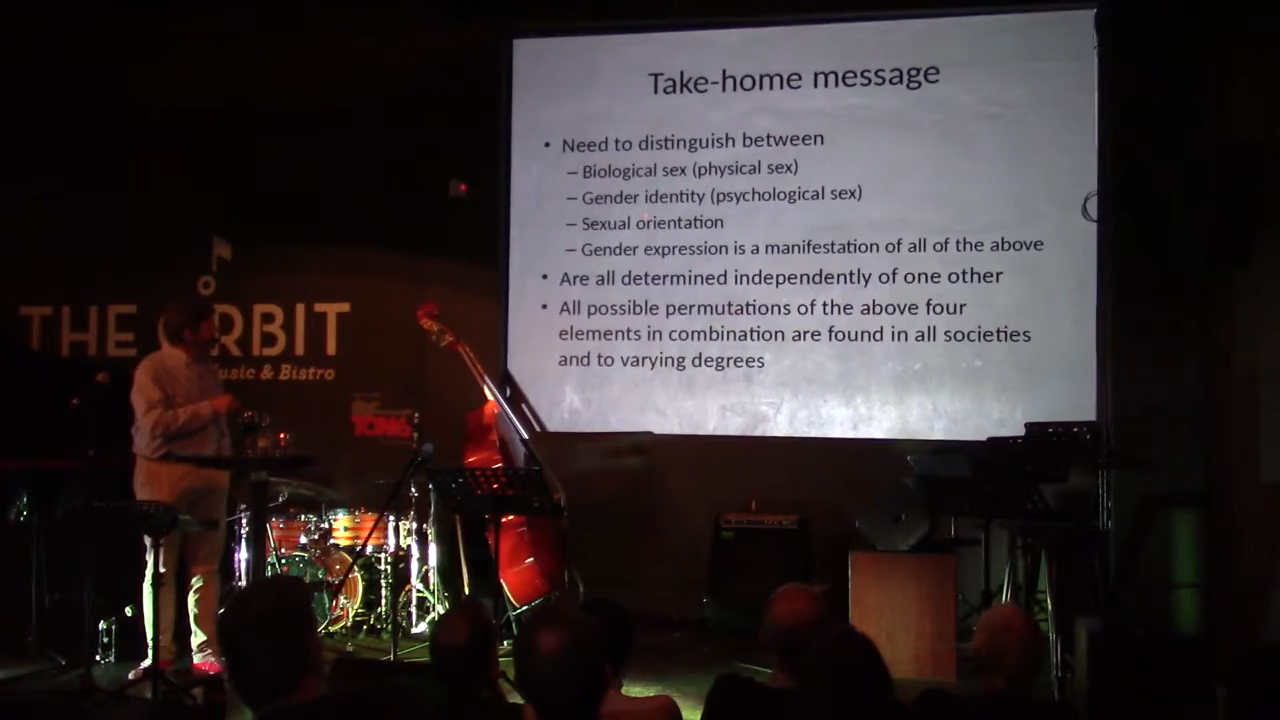 Take-home message
• Need to distinguish between
– Biological sex (physical sex)
– Gender identity (psychological sex)
– Sexual orientation
– Gender expression is a manifestation of all of the above
• Are all determined independently of one other
• All possible permutations of the above four
elements in combination are found in all societies
and to varying degrees
THE ORBIT
usic & Bistro